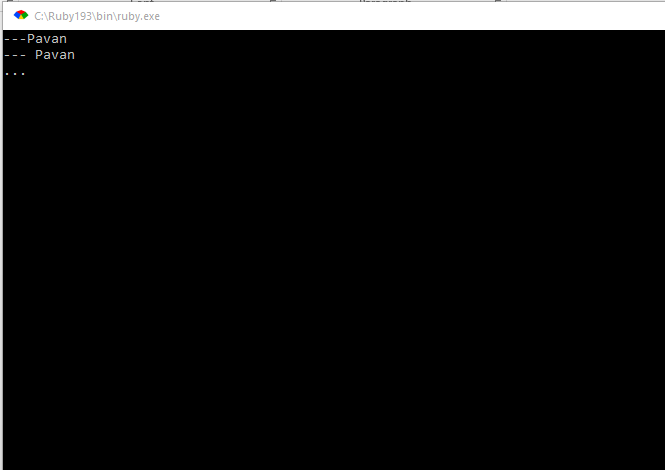 C:\Ruby193\bin\ruby.exe
---Pavan
--- Pavan
...